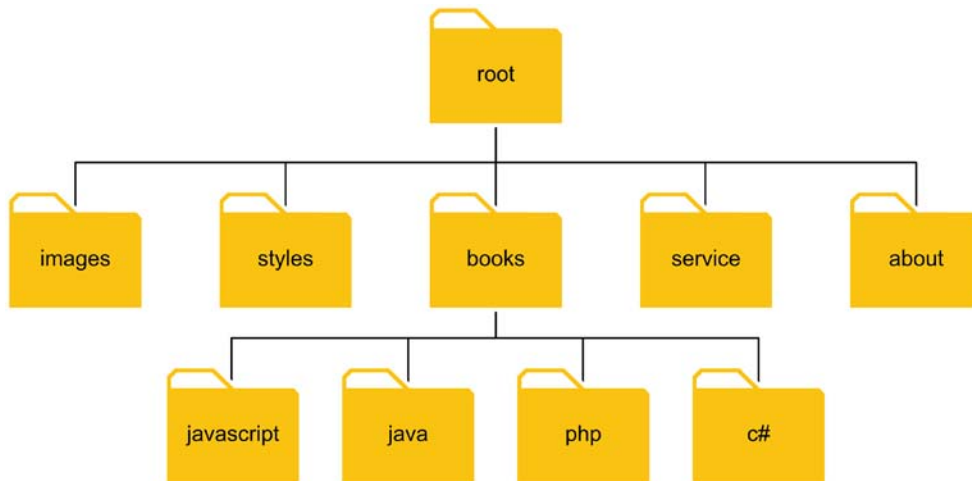 root
images
styles
books
service
about
javascript
java
php
c#